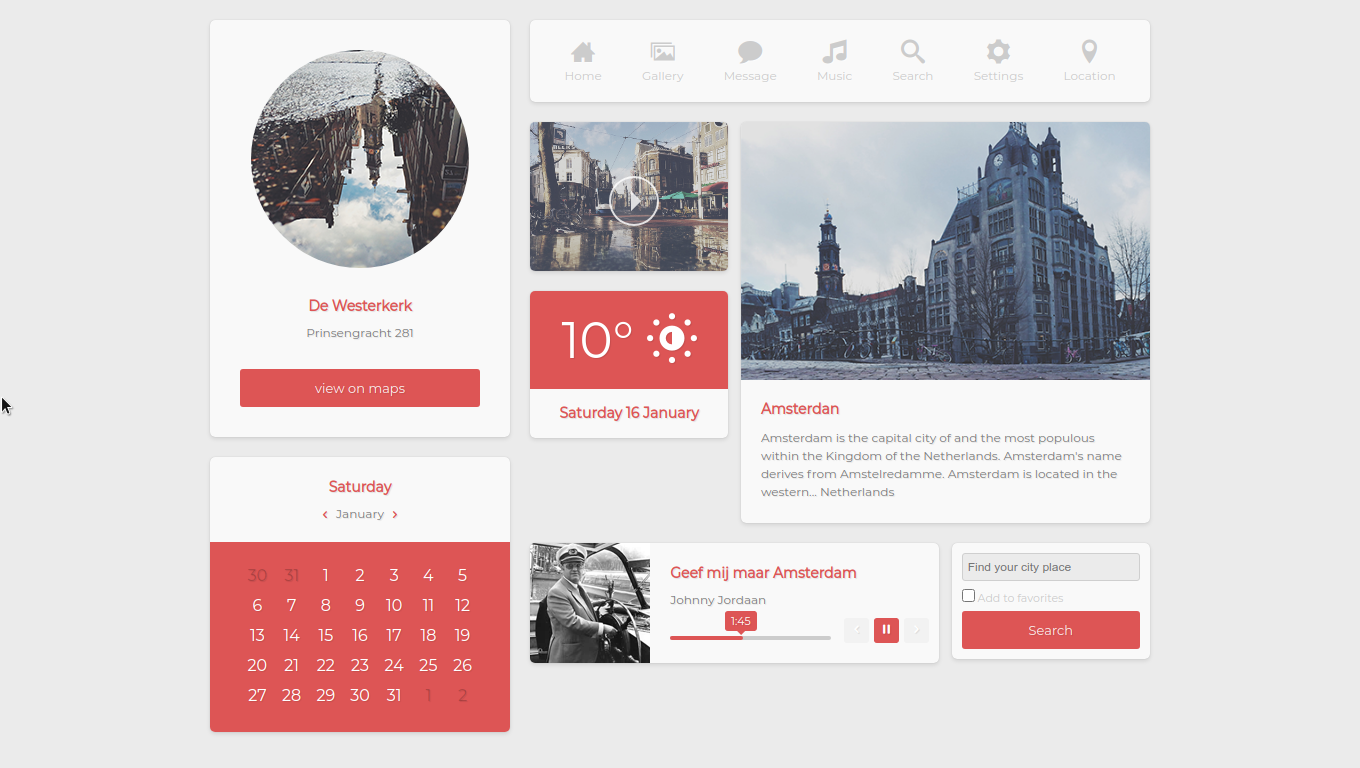 De Westerkerk
Prinsengracht 281
view on maps
Saturday
January
30 31 1 2 3 4 5
6 7 8 9 10 11 12
13 14 15 16 17 18 19
20 21 22 23 24 25 26
27 28 29 30 31 1 2
Home Gallery Message Music Search Settings Location
10°
Saturday 16 January
Amsterdan
Amsterdam is the capital city of and the most populous
within the Kingdom of the Netherlands. Amsterdam's name
derives from Amstelredamme. Amsterdam is located in the
western... Netherlands
Geef mij maar Amsterdam
Johnny Jordaan
1:45
Find your city place
Add to favorites
Search